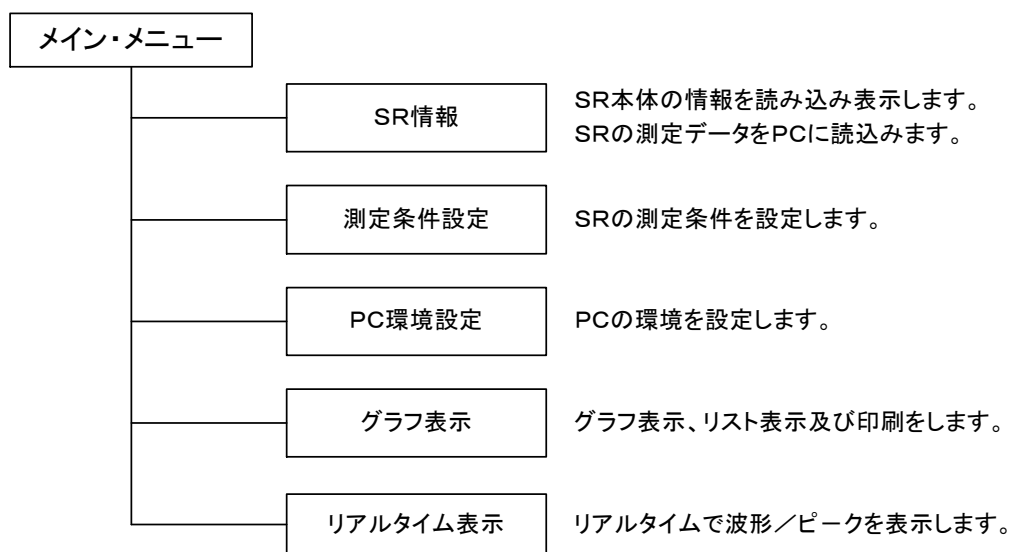 メイン・メニュー
SR情報
SR本体の情報を読み込み表示します。
SRの測定データをPCに読込みます。
測定条件設定
SRの測定条件を設定します。
PC環境設定
PCの環境を設定します。
グラフ表示
グラフ表示、リスト表示及び印刷をします。
リアルタイム表示
リアルタイムで波形／ピークを表示します。